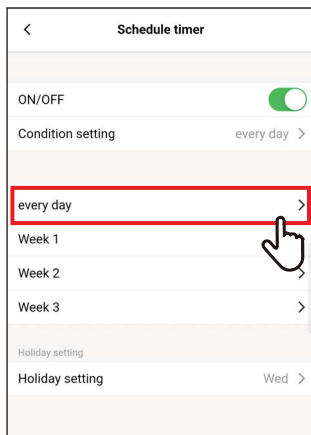 Schedule timer
ON/OFF
Condition setting every day
every day
Week 1
Week 2
Week 3
Holiday setting
Holiday setting Wed